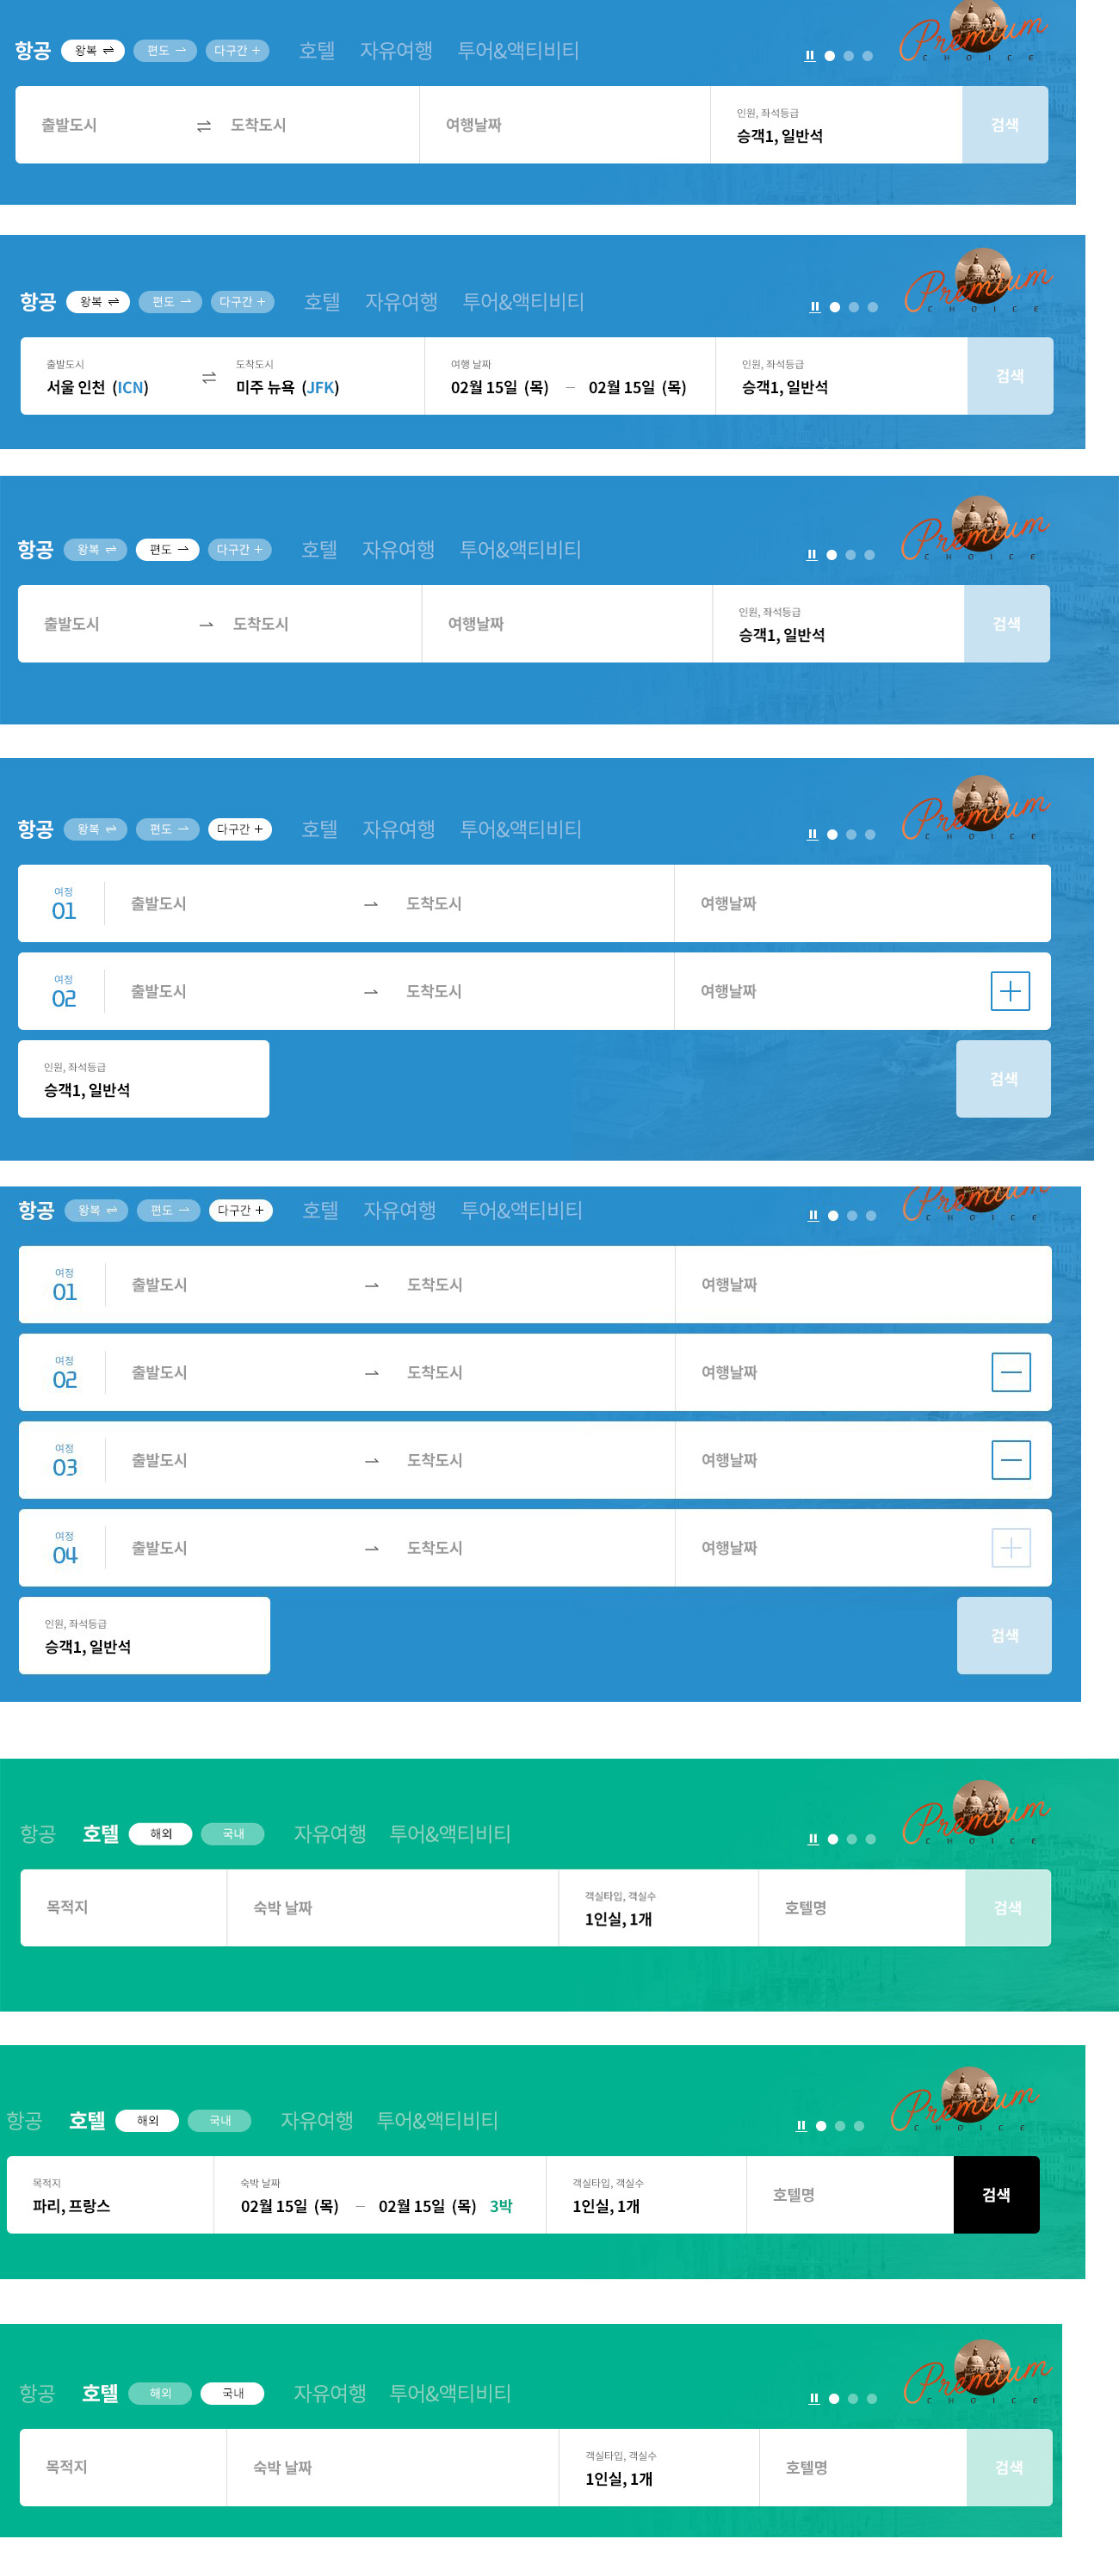 항공 왕복 편도 다구간 호텔 자유여행 투어&액티비티 Premium
CHOICE
출발도시 도착도시 여행날짜 인원, 좌석등급 검색
승객1, 일반석
항공 왕복 편도 다구간 호텔 자유여행 투어&액티비티 Premium
CHOICE
출발도시 도착도시 여행 날짜 인원, 좌석등급 검색
서울 인천 (ICN) 미주 뉴욕 (JFK) 02월 15일 (목) — 02월 15일 (목) 승객1, 일반석
항공 왕복 편도 다구간 호텔 자유여행 투어&액티비티 Premium
CHOICE
출발도시 도착도시 여행날짜 인원, 좌석등급 검색
승객1, 일반석
항공 왕복 편도 다구간 호텔 자유여행 투어&액티비티 Premium
CHOICE
여정
01 출발도시 도착도시 여행날짜
여정
02 출발도시 도착도시 여행날짜
인원, 좌석등급
승객1, 일반석 검색
항공 왕복 편도 다구간 호텔 자유여행 투어&액티비티 Premium
CHOICE
여정
01 출발도시 도착도시 여행날짜
여정
02 출발도시 도착도시 여행날짜
여정
03 출발도시 도착도시 여행날짜
여정
04 출발도시 도착도시 여행날짜
인원, 좌석등급
승객1, 일반석 검색
항공 호텔 해외 국내 자유여행 투어&액티비티 Premium
CHOICE
목적지 숙박 날짜 객실타입, 객실수 호텔명 검색
1인실, 1개
항공 호텔 해외 국내 자유여행 투어&액티비티 Premium
CHOICE
목적지 숙박 날짜 객실타입, 객실수 호텔명 검색
파리, 프랑스 02월 15일 (목) — 02월 15일 (목) 3박 1인실, 1개
항공 호텔 해외 국내 자유여행 투어&액티비티 Premium
CHOICE
목적지 숙박 날짜 객실타입, 객실수 호텔명 검색
1인실, 1개